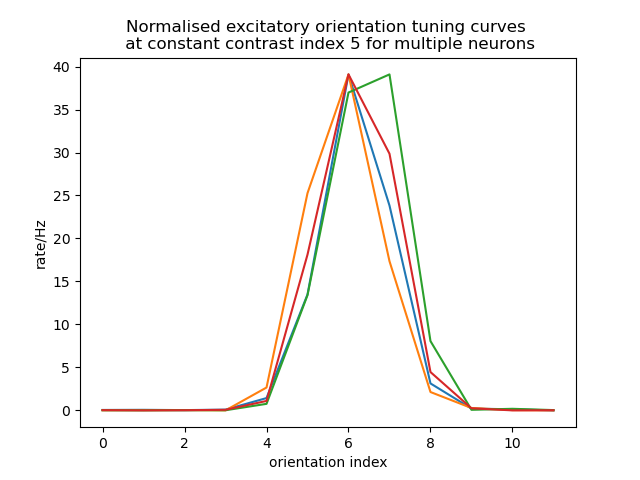 Normalised excitatory orientation tuning curves
at constant contrast index 5 for multiple neurons
40
35
30
25
20
15
10
5
0
rate/Hz
0 2 4 6 8 10
orientation index